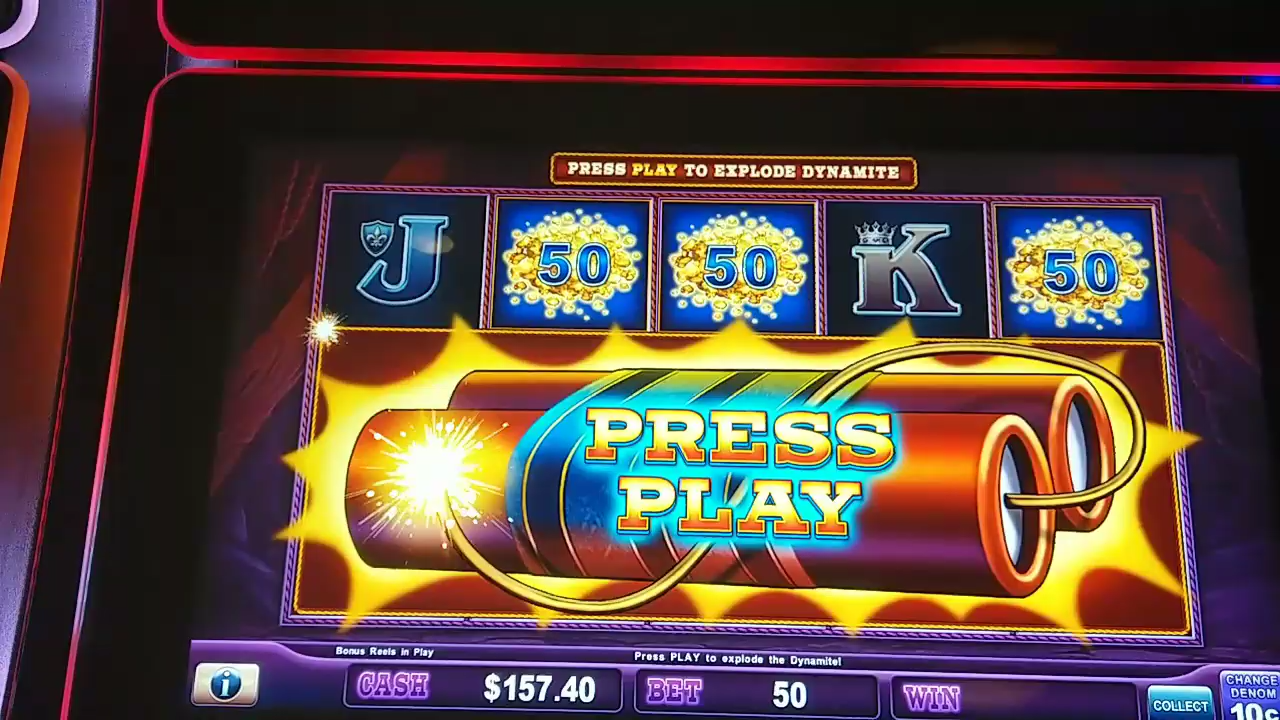 PRESS PLAY TO EXPLODE DYNAMITE
J 50 50 K 50
PRESS
PLAY
Bonus Reels in Play
Press PLAY to explode the Dynamite!
i CASH $157.40 BET 50 WIN
COLLECT
CHANGE
DENOM
10¢